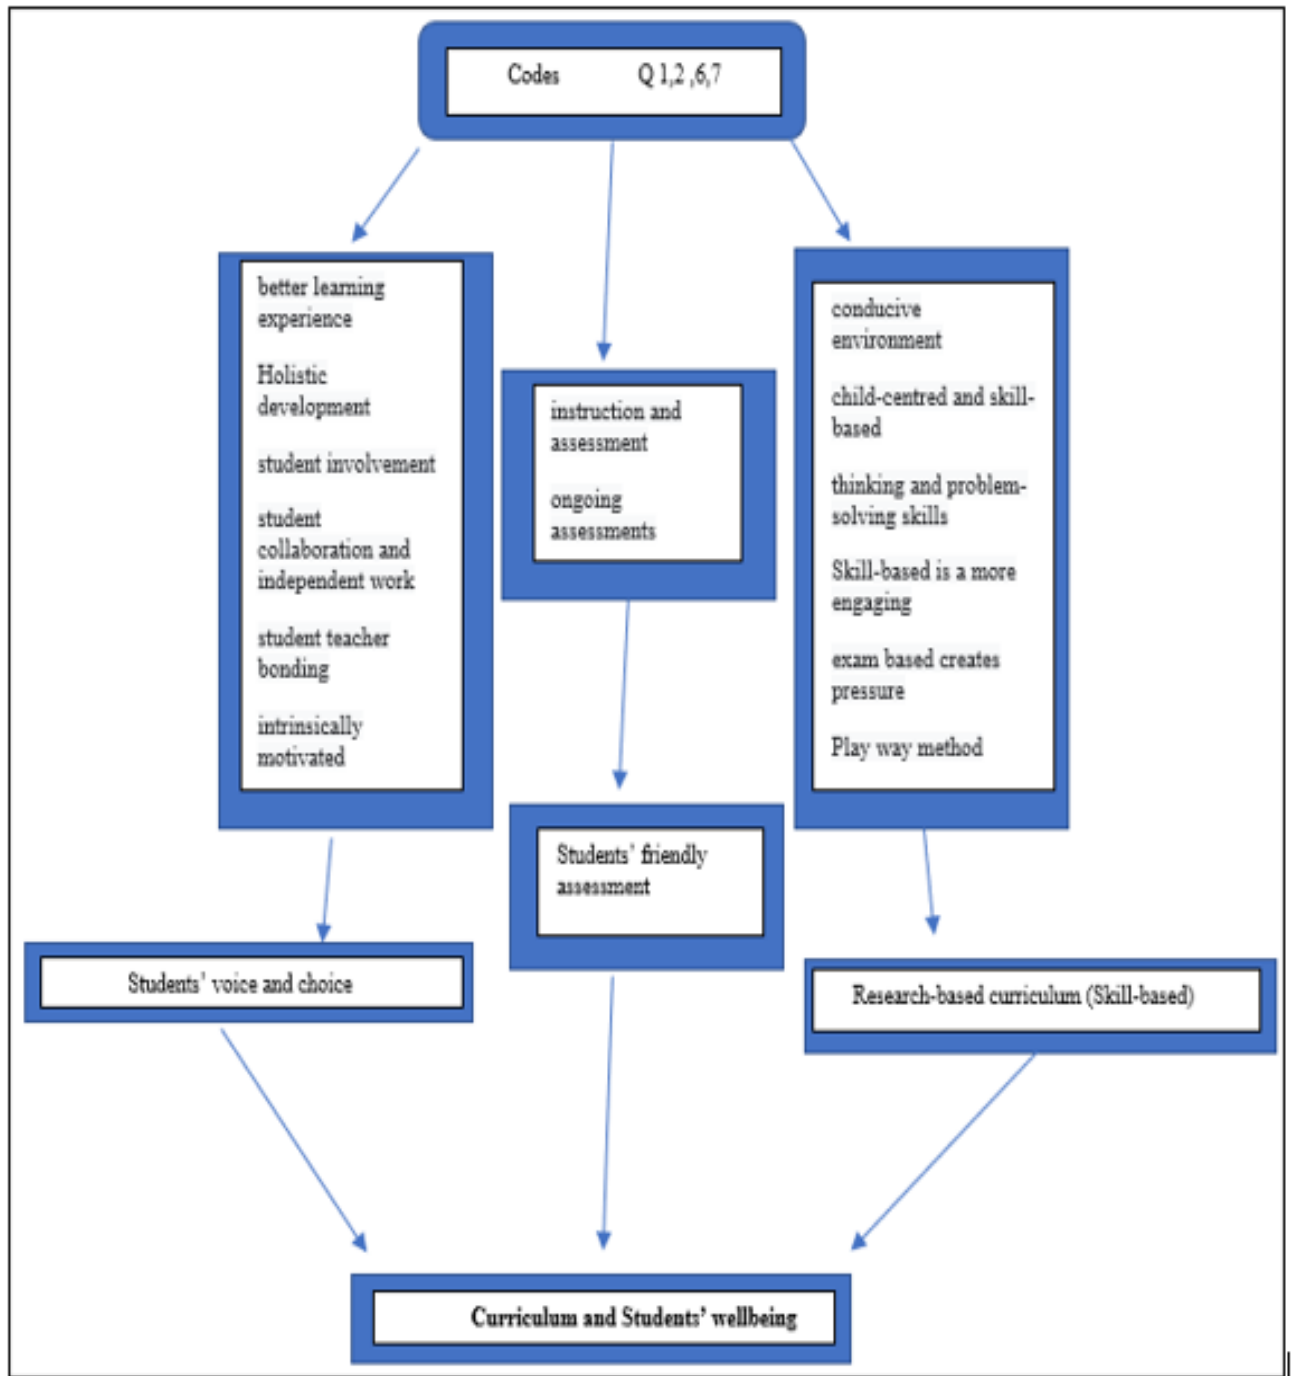 Codes Q 1,2 ,6,7
better learning
experience
Holistic
development
student involvement
student
collaboration and
independent work
student teacher
bonding
intrinsically
motivated
instruction and
assessment
ongoing
assessments
conducive
environment
child-centred and skill-
based
thinking and problem-
solving skills
Skill-based is a more
engaging
exam based creates
pressure
Play way method
Students' friendly
assessment
Students' voice and choice
Research-based curriculum (Skill-based)
Curriculum and Students' wellbeing